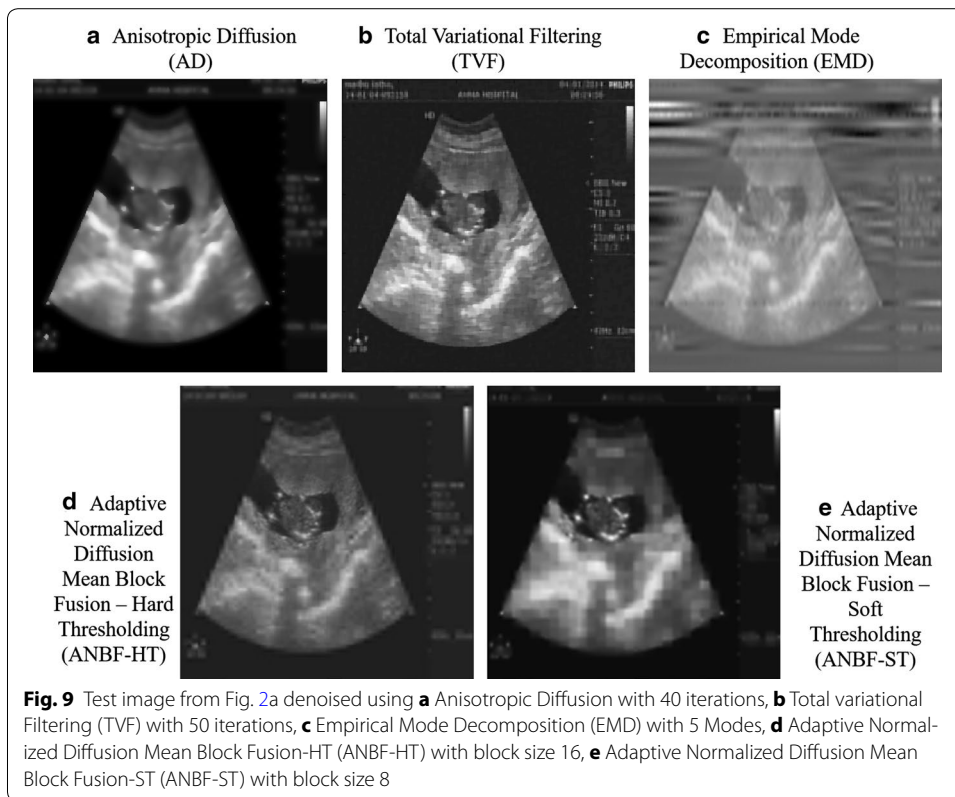 a Anisotropic Diffusion
(AD)
b Total Variational Filtering
(TVF)
c Empirical Mode
Decomposition (EMD)
PHILIPS
HOSPITAL
d Adaptive
Normalized
Diffusion
Mean Block
Fusion – Hard
Thresholding
(ANBF-HT)
e Adaptive
Normalized
Diffusion Mean
Block Fusion –
Soft
Thresholding
(ANBF-ST)
Fig. 9 Test image from Fig. 2a denoised using a Anisotropic Diffusion with 40 iterations, b Total variational
Filtering (TVF) with 50 iterations, c Empirical Mode Decomposition (EMD) with 5 Modes, d Adaptive Normal-
ized Diffusion Mean Block Fusion-HT (ANBF-HT) with block size 16, e Adaptive Normalized Diffusion Mean
Block Fusion-ST (ANBF-ST) with block size 8